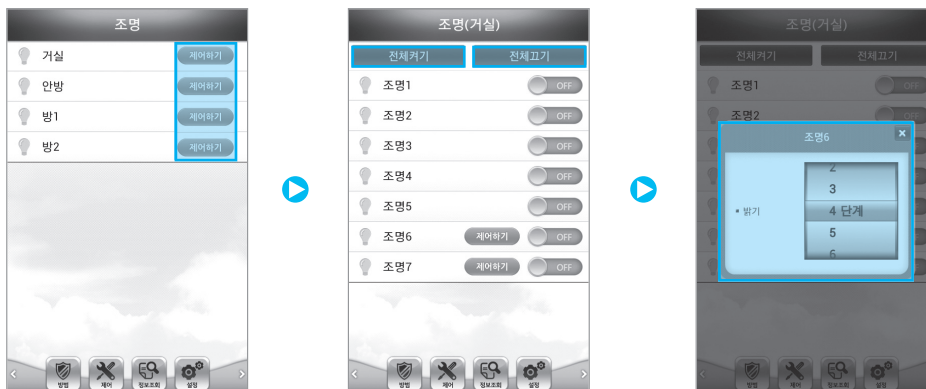 조명
거실 제어하기
안방 제어하기
방1 제어하기
방2 제어하기
방범 제어 정보조회 설정
조명(거실)
전체켜기 전체끄기
조명1 OFF
조명2 OFF
조명3 OFF
조명4 OFF
조명5 OFF
조명6 제어하기 OFF
조명7 제어하기 OFF
방범 제어 정보조회 설정
조명(거실)
전체켜기 전체끄기
조명1 OFF
조명2
조명6 ×
2
3
▪ 밝기 4 단계
5
6
방범 제어 정보조회 설정